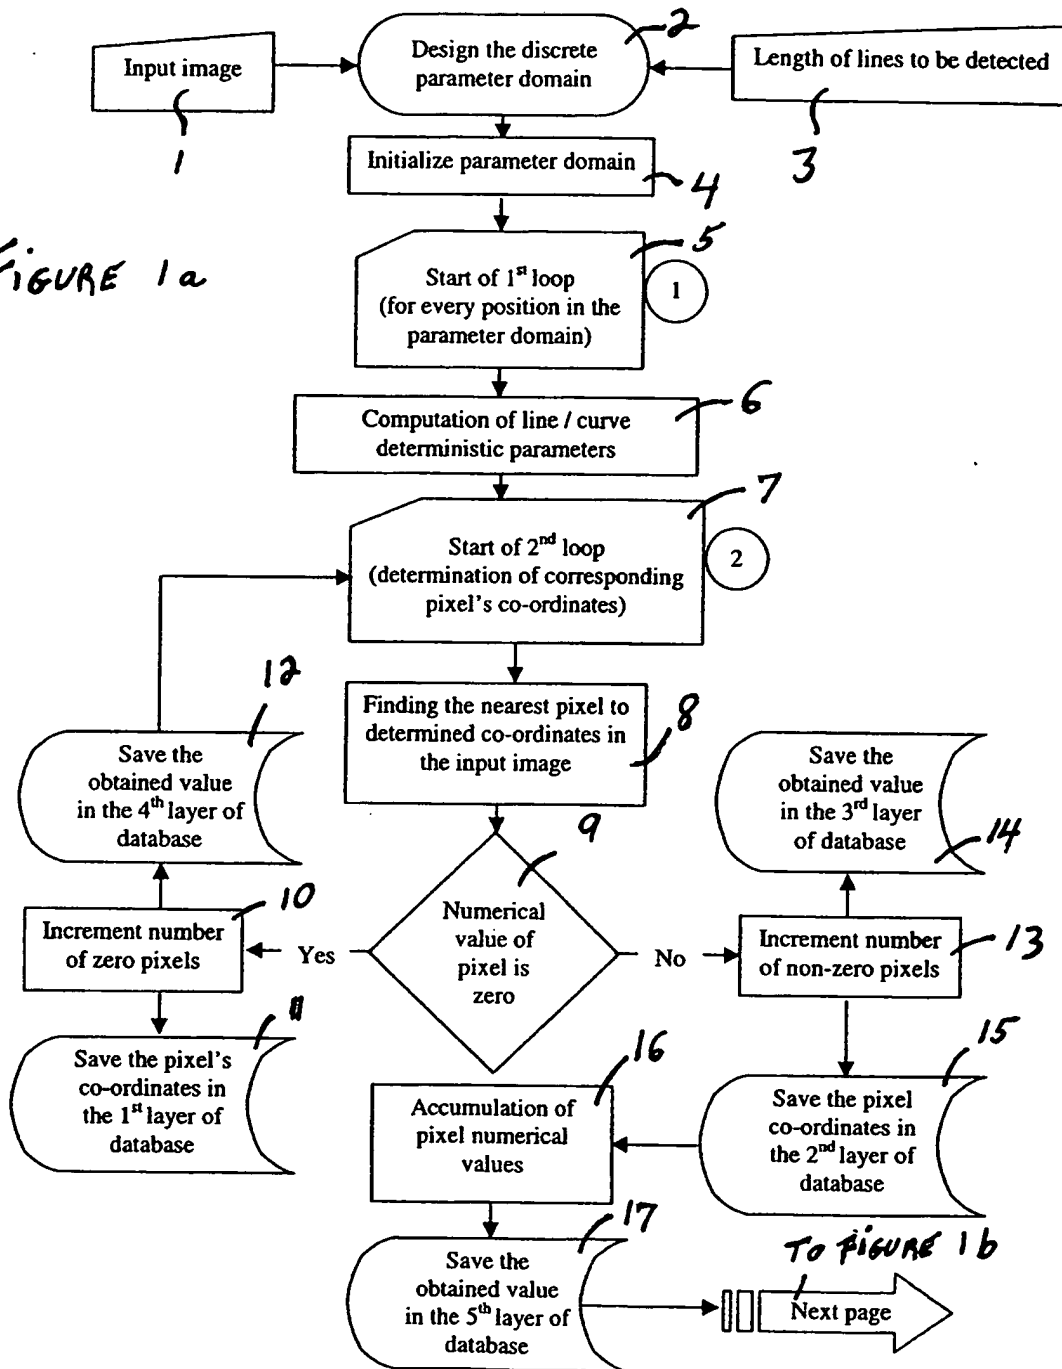 2
Design the discrete
parameter domain
Input image
Length of lines to be detected
1
3
Initialize parameter domain
4
FIGURE 1a
5
Start of 1st loop
(for every position in the
parameter domain)
1
6
Computation of line / curve
deterministic parameters
7
Start of 2nd loop
(determination of corresponding
pixel's co-ordinates)
2
12
Finding the nearest pixel to
determined co-ordinates in
the input image
8
Save the
obtained value
in the 4th layer of
database
Save the
obtained value
in the 3rd layer
of database
14
9
10
Increment number
of zero pixels
Yes
Numerical
value of
pixel is
zero
No
Increment number
of non-zero pixels
13
11
Save the pixel's
co-ordinates in
the 1st layer of
database
16
Accumulation of
pixel numerical
values
15
Save the pixel
co-ordinates in
the 2nd layer of
database
17
Save the
obtained value
in the 5th layer of
database
TO FIGURE 1b
Next page